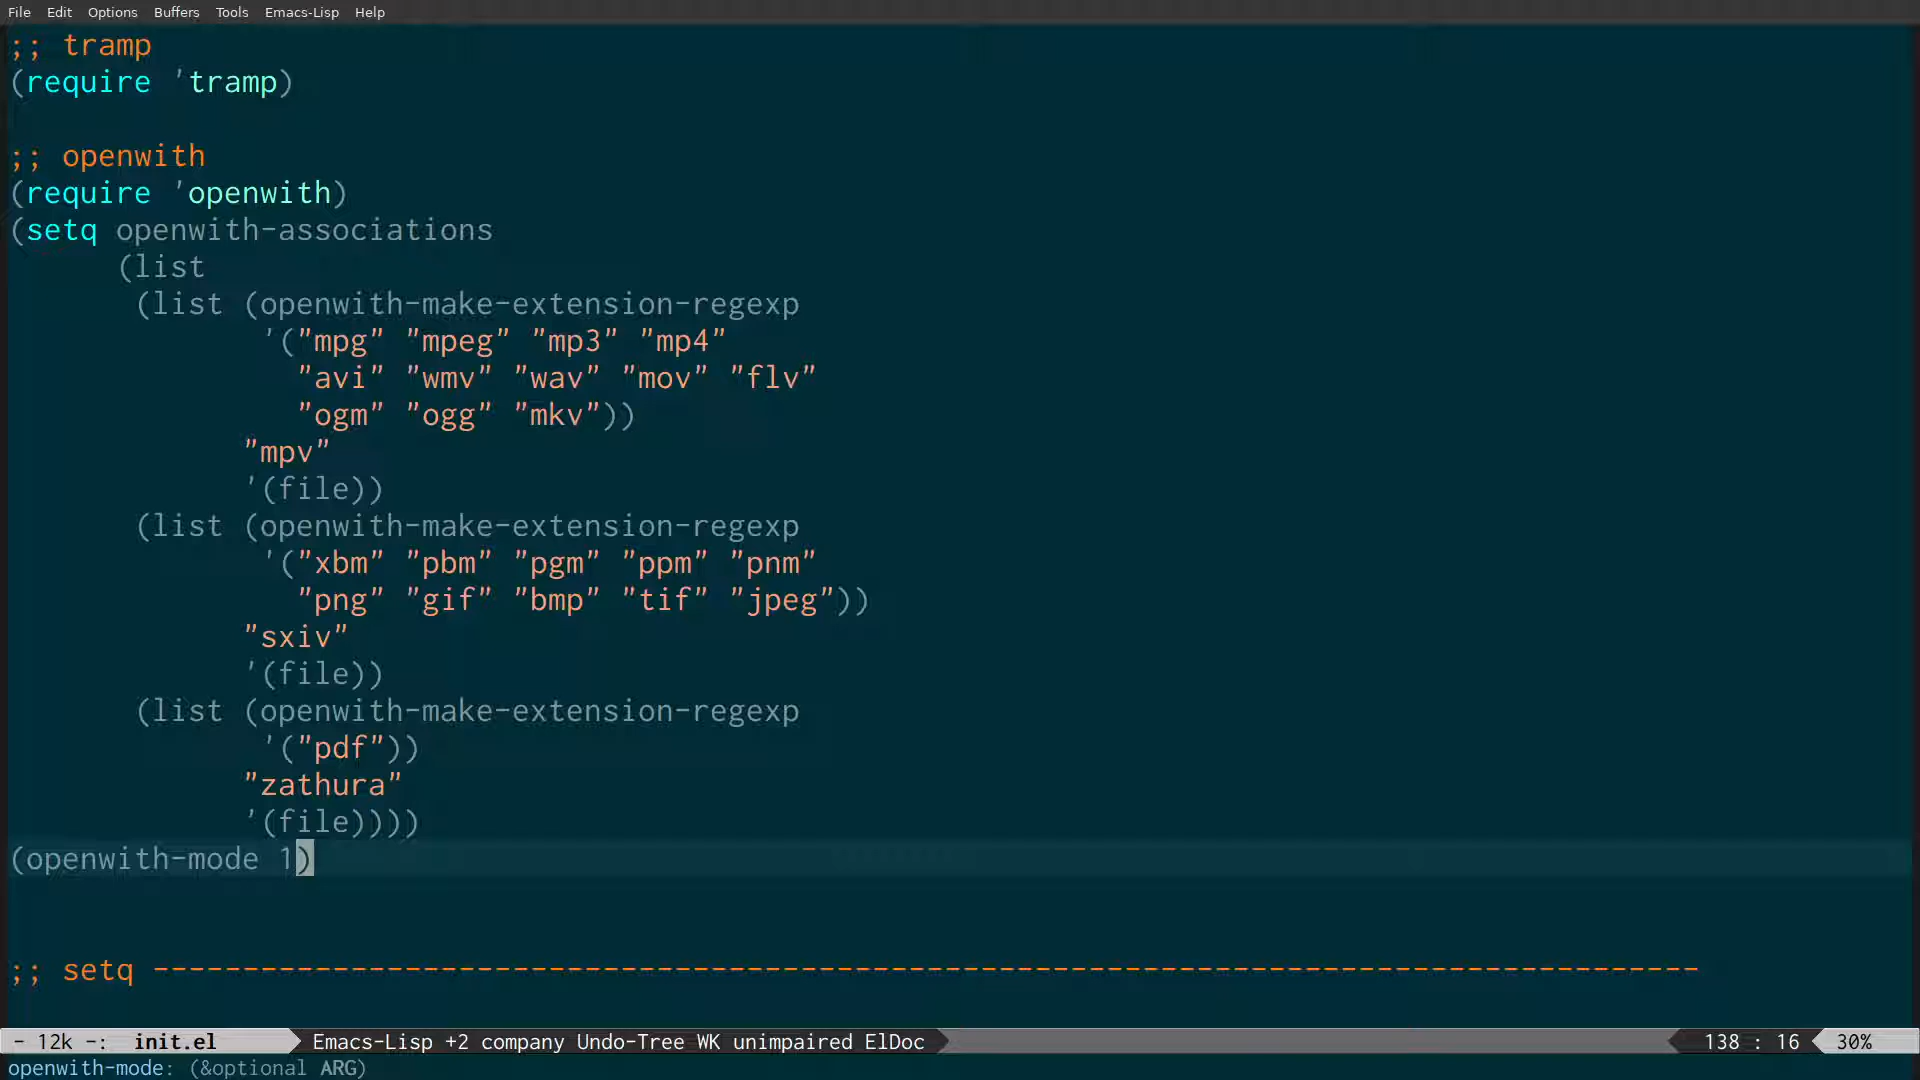 File Edit Options Buffers Tools Emacs-Lisp Help
;; tramp
(require 'tramp)
;; openwith
(require 'openwith)
(setq openwith-associations
(list
(list (openwith-make-extension-regexp
'("mpg" "mpeg" "mp3" "mp4"
"avi" "wmv" "wav" "mov" "flv"
"ogm" "ogg" "mkv"))
"mpv"
'(file))
(list (openwith-make-extension-regexp
'("xbm" "pbm" "pgm" "ppm" "pnm"
"png" "gif" "bmp" "tif" "jpeg"))
"sxiv"
'(file))
(list (openwith-make-extension-regexp
'("pdf"))
"zathura"
'(file))))
(openwith-mode 1)
;; setq --------------------------------------------------------------------------------------
- 12k -: init.el Emacs-Lisp +2 company Undo-Tree WK unimpaired ElDoc 138 : 16 30%
openwith-mode: (&optional ARG)